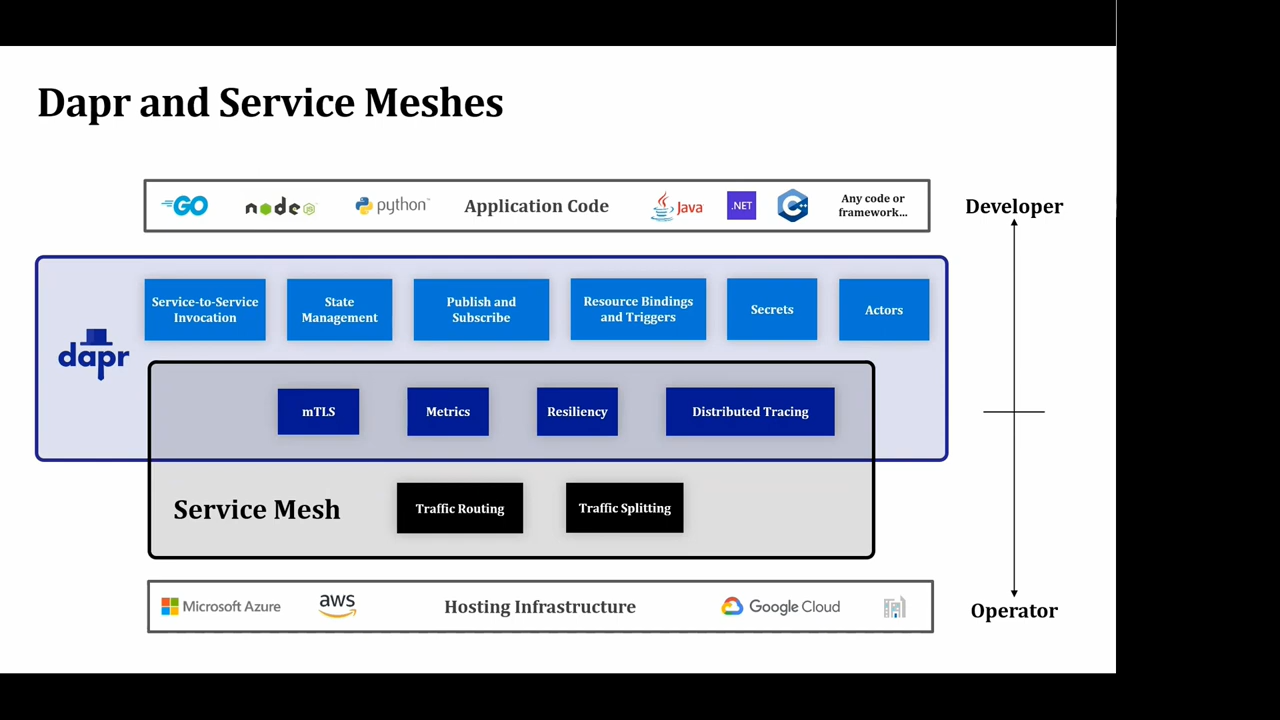 Dapr and Service Meshes
GO
node
JS
python™
Application Code
Java
.NET
C++
Any code or
framework...
Developer
Service-to-Service
Invocation
State
Management
Publish and
Subscribe
Resource Bindings
and Triggers
Secrets
Actors
dapr
mTLS
Metrics
Resiliency
Distributed Tracing
Service Mesh
Traffic Routing
Traffic Splitting
Microsoft Azure
aws
Hosting Infrastructure
Google Cloud
Operator